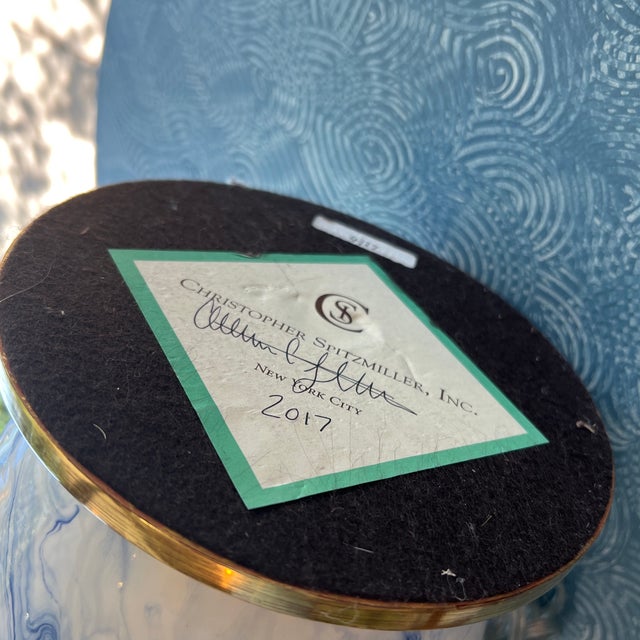 CS
CHRISTOPHER SPITZMILLER, INC.
NEW YORK CITY
2017